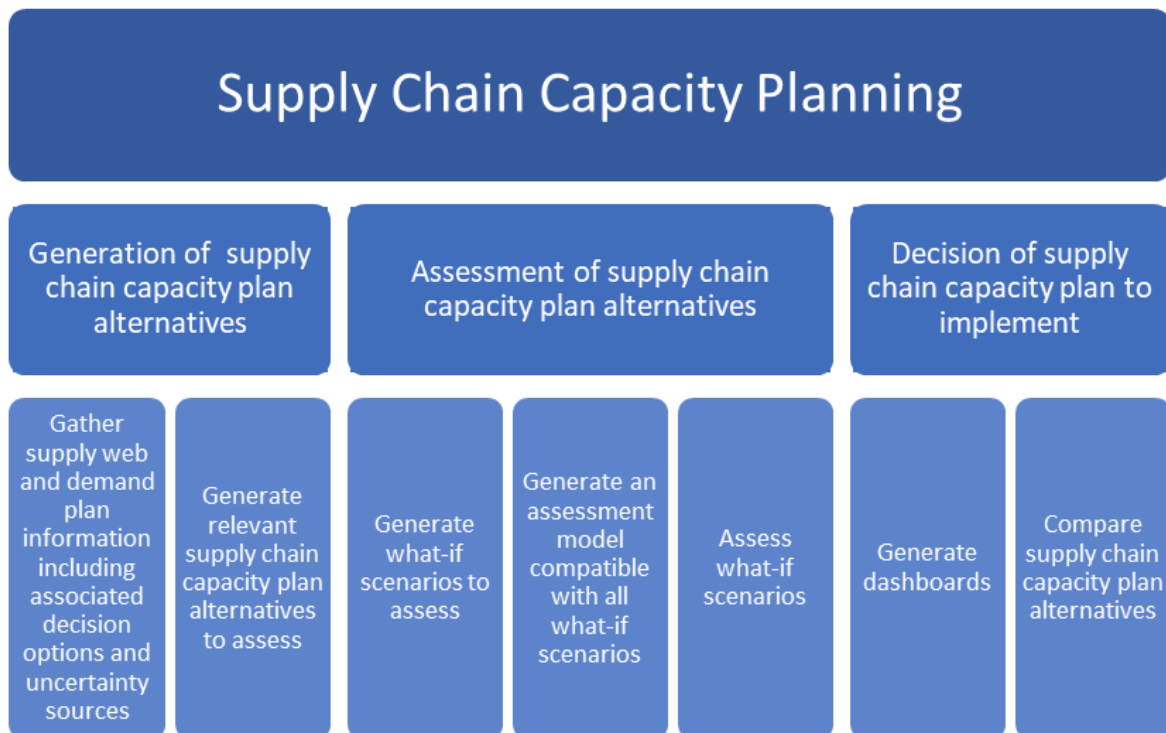 Supply Chain Capacity Planning
Generation of supply
chain capacity plan
alternatives
Assessment of supply chain
capacity plan alternatives
Decision of supply
chain capacity plan to
implement
Gather
supply web
and demand
plan
information
including
associated
decision
options and
uncertainty
sources
Generate
relevant
supply chain
capacity plan
alternatives
to assess
Generate
what-if
scenarios to
assess
Generate an
assessment
model
compatible
with all
what-if
scenarios
Assess
what-if
scenarios
Generate
dashboards
Compare
supply chain
capacity plan
alternatives